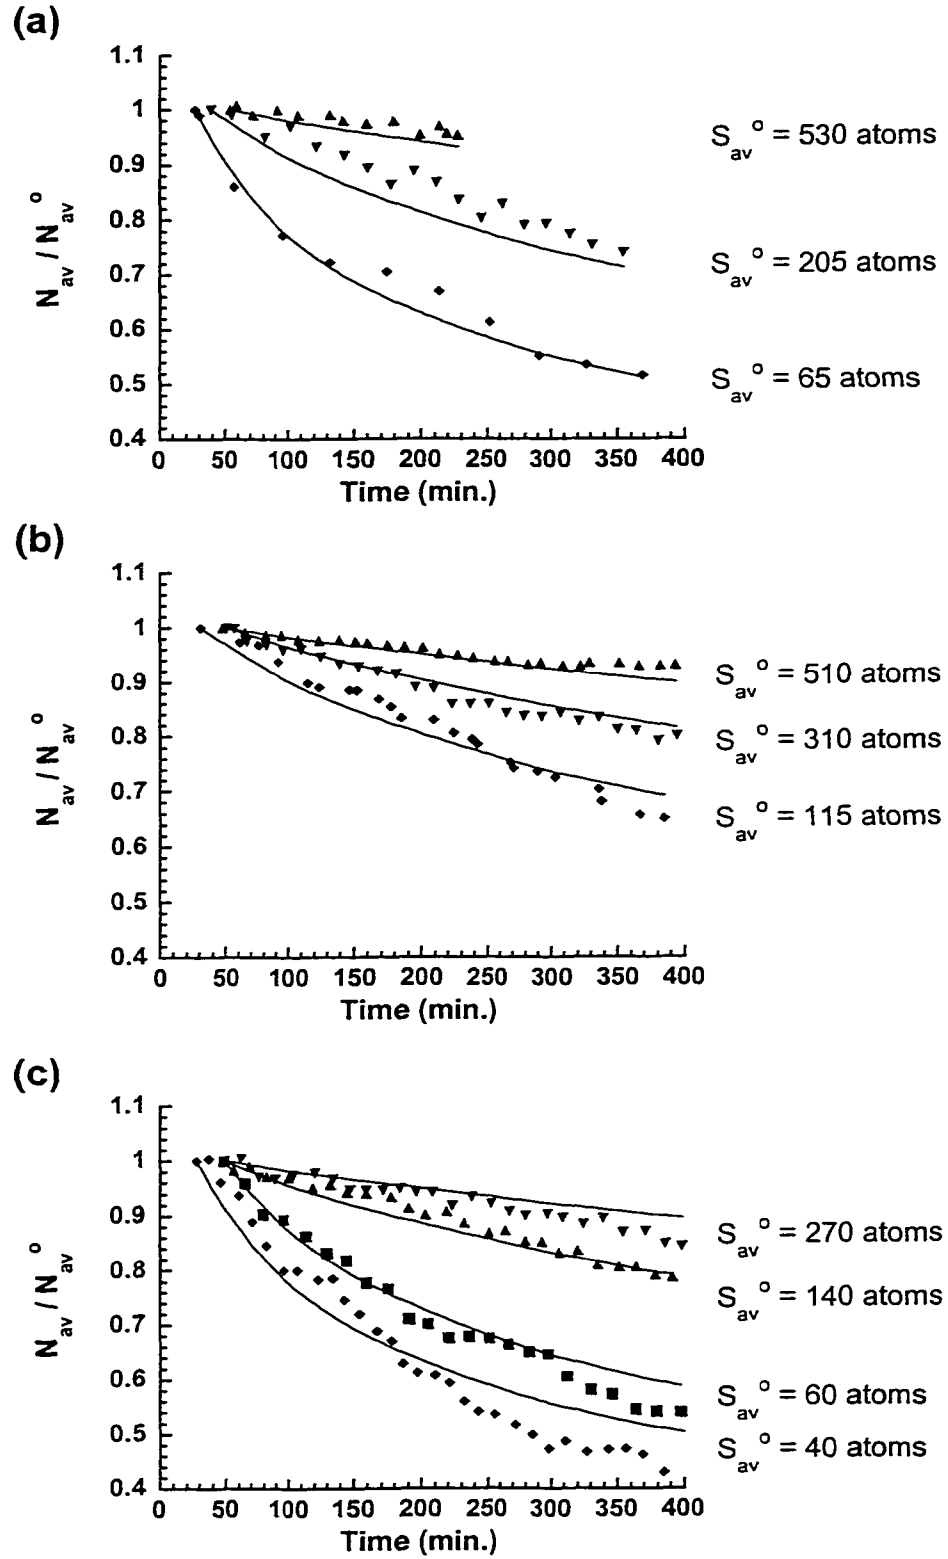 (a)
1.1
1
0.9
0.8
0.7
0.6
0.5
0.4
N_av / N_av^o
0 50 100 150 200 250 300 350 400
Time (min.)
S_av^o = 530 atoms
S_av^o = 205 atoms
S_av^o = 65 atoms
(b)
1.1
1
0.9
0.8
0.7
0.6
0.5
0.4
N_av / N_av^o
0 50 100 150 200 250 300 350 400
Time (min.)
S_av^o = 510 atoms
S_av^o = 310 atoms
S_av^o = 115 atoms
(c)
1.1
1
0.9
0.8
0.7
0.6
0.5
0.4
N_av / N_av^o
0 50 100 150 200 250 300 350 400
Time (min.)
S_av^o = 270 atoms
S_av^o = 140 atoms
S_av^o = 60 atoms
S_av^o = 40 atoms